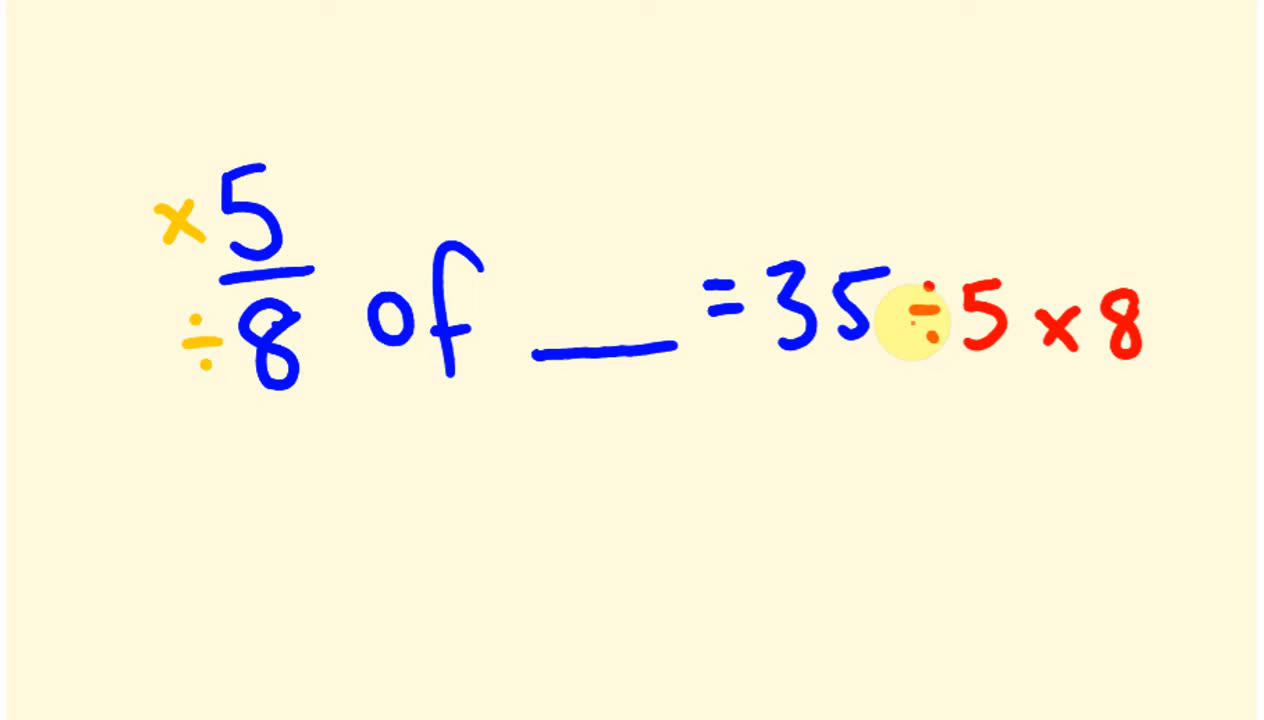 × 5
÷ 8 of ___ = 35 ÷ 5 × 8